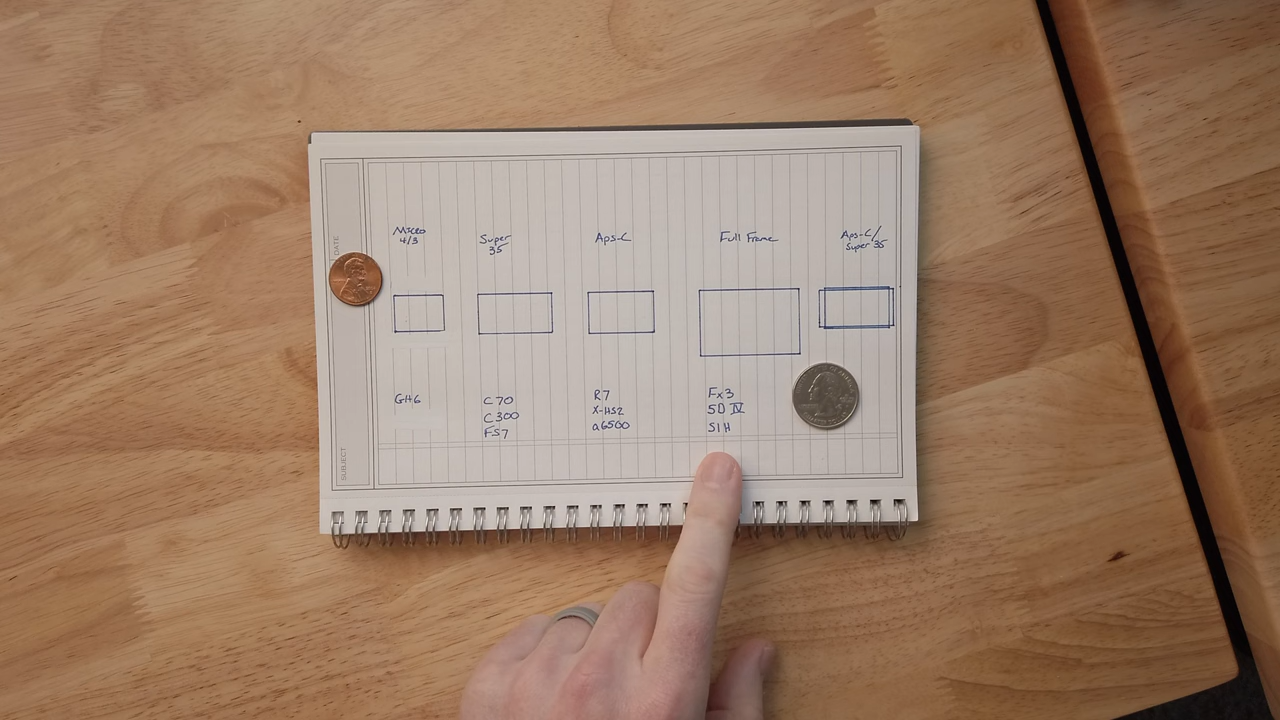 DATE
SUBJECT
Micro
4/3
GH6
Super
35
C70
C300
FS7
Aps-C
R7
X-HS2
a6500
Full Frame
Fx3
5D IV
S1H
Aps-C/
Super 35